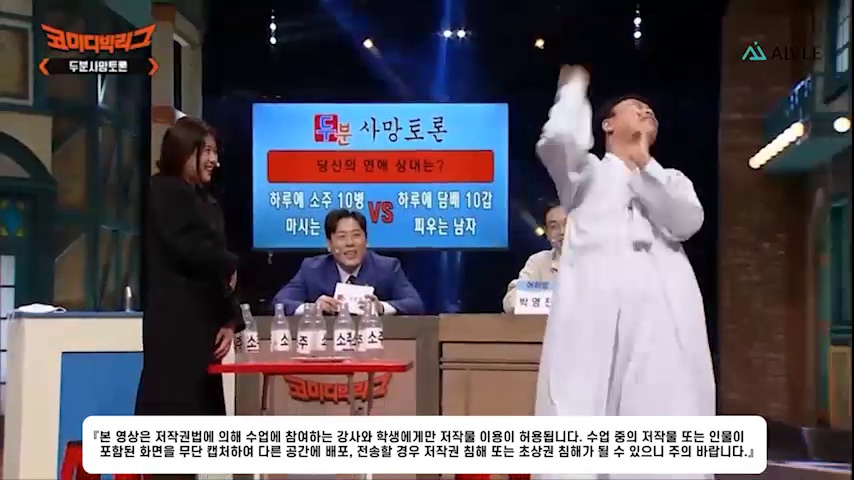 코미디빅리그
두분사망토론
AIVLE
두분 사망토론
당신의 연애 상대는?
하루에 소주 10병
마시는
VS
하루에 담배 10갑
피우는 남자
박영진
소주
소주
코미디빅리그
『본 영상은 저작권법에 의해 수업에 참여하는 강사와 학생에게만 저작물 이용이 허용됩니다. 수업 중의 저작물 또는 인물이
포함된 화면을 무단 캡처하여 다른 공간에 배포, 전송할 경우 저작권 침해 또는 초상권 침해가 될 수 있으니 주의 바랍니다.』